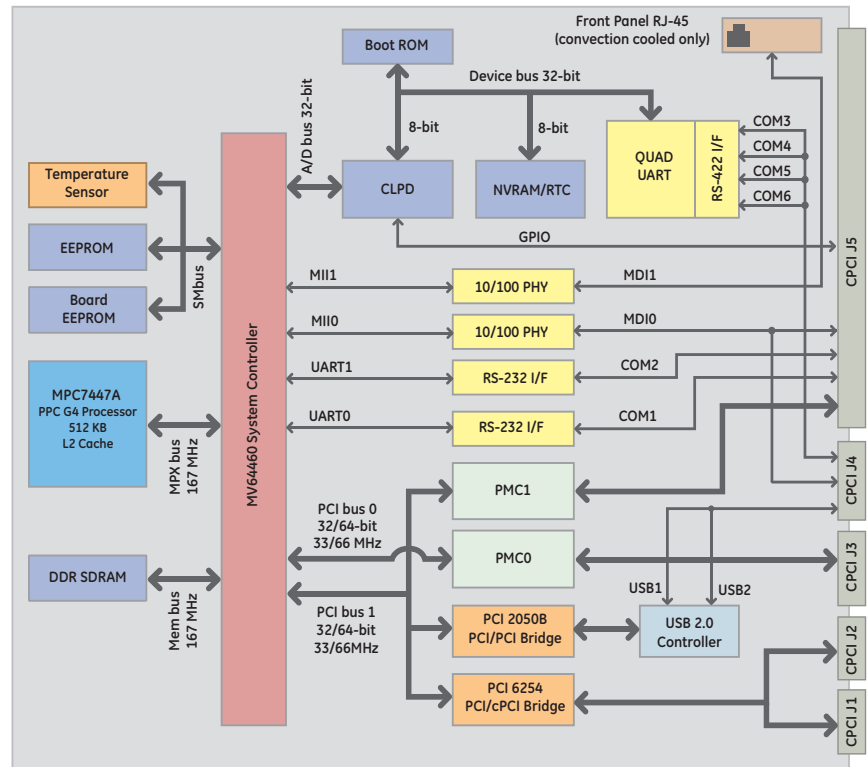 Front Panel RJ-45
(convection cooled only)
Boot ROM
Device bus 32-bit
A/D bus 32-bit
8-bit
8-bit
COM3
COM4
COM5
COM6
QUAD
UART
RS-422 I/F
CLPD
NVRAM/RTC
GPIO
CPCI J5
Temperature
Sensor
EEPROM
Board
EEPROM
SMbus
MV64460 System Controller
MII1
10/100 PHY
MDI1
MII0
10/100 PHY
MDI0
UART1
RS-232 I/F
COM2
UART0
RS-232 I/F
COM1
MPC7447A
PPC G4 Processor
512 KB
L2 Cache
MPX bus
167 MHz
CPCI J4
PMC1
PCI bus 0
32/64-bit
33/66 MHz
PMC0
CPCI J3
DDR SDRAM
Mem bus
167 MHz
PCI bus 1
32/64-bit
33/66MHz
USB1
USB2
PCI 2050B
PCI/PCI Bridge
USB 2.0
Controller
CPCI J2
PCI 6254
PCI/cPCI Bridge
CPCI J1